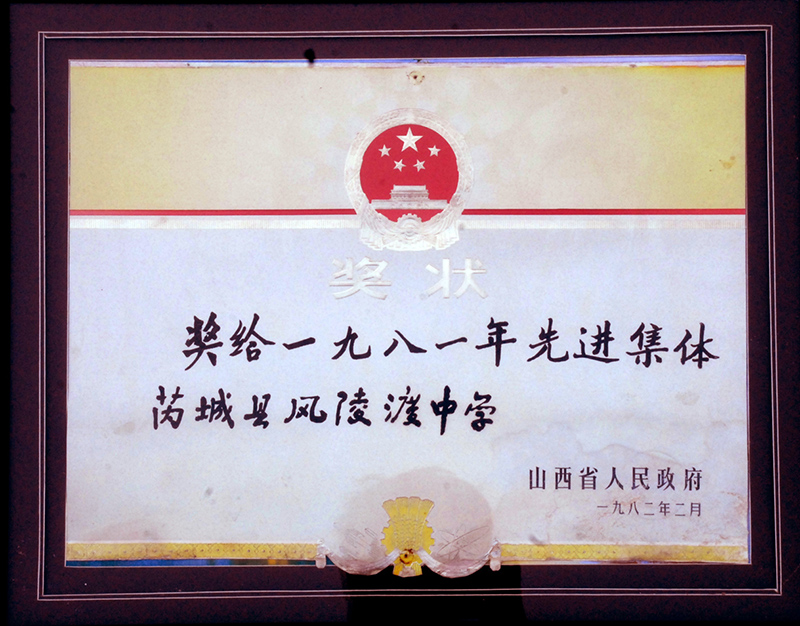 奖状
奖给一九八一年先进集体
芮城县风陵渡中学
山西省人民政府
一九八二年二月